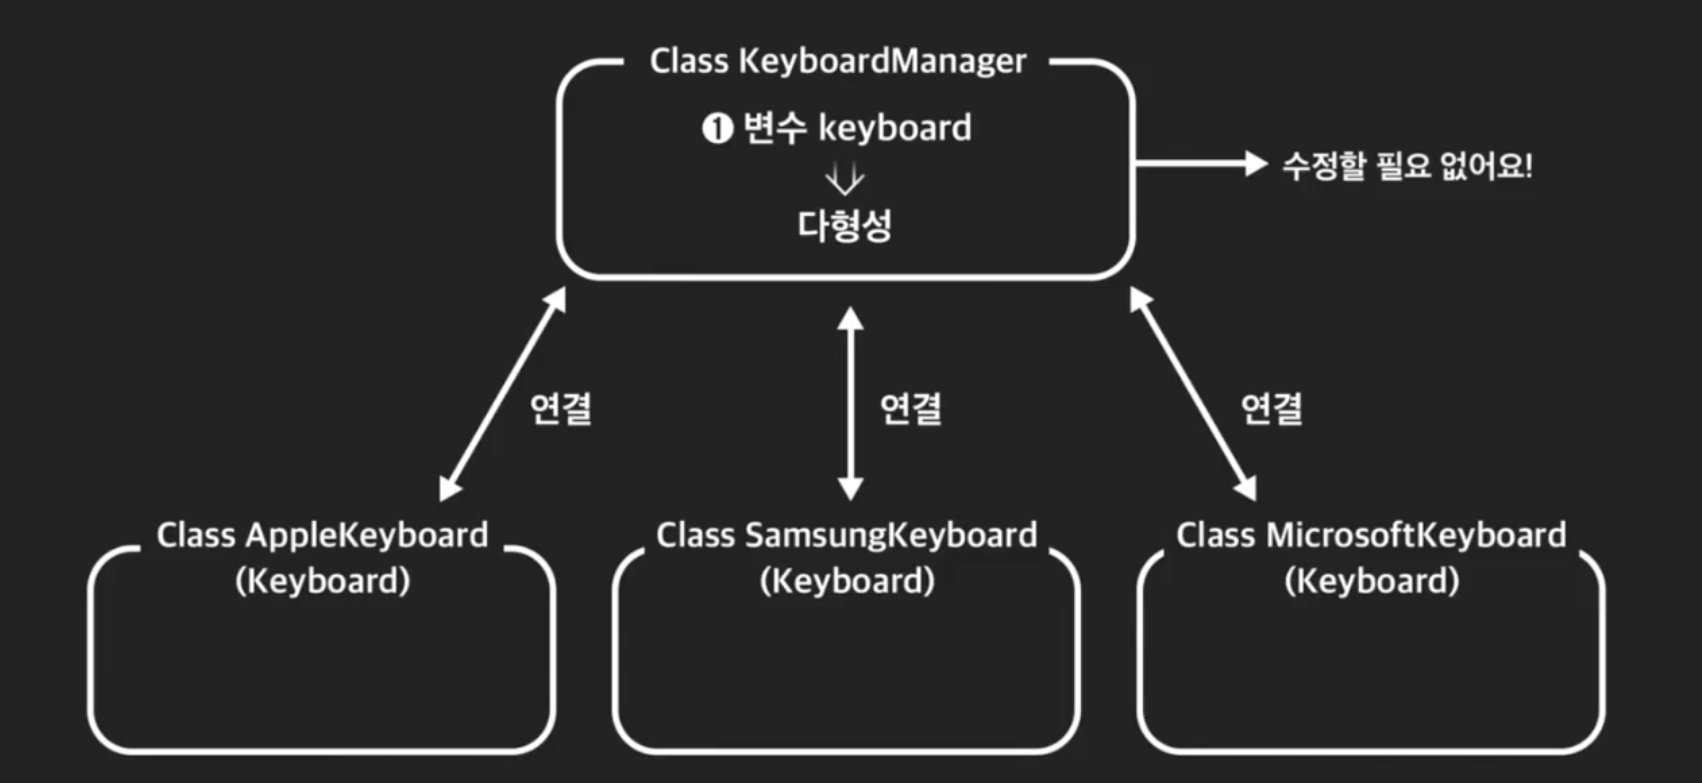 Class KeyboardManager
❶ 변수 keyboard
다형성
수정할 필요 없어요!
연결
연결
연결
Class AppleKeyboard
(Keyboard)
Class SamsungKeyboard
(Keyboard)
Class MicrosoftKeyboard
(Keyboard)